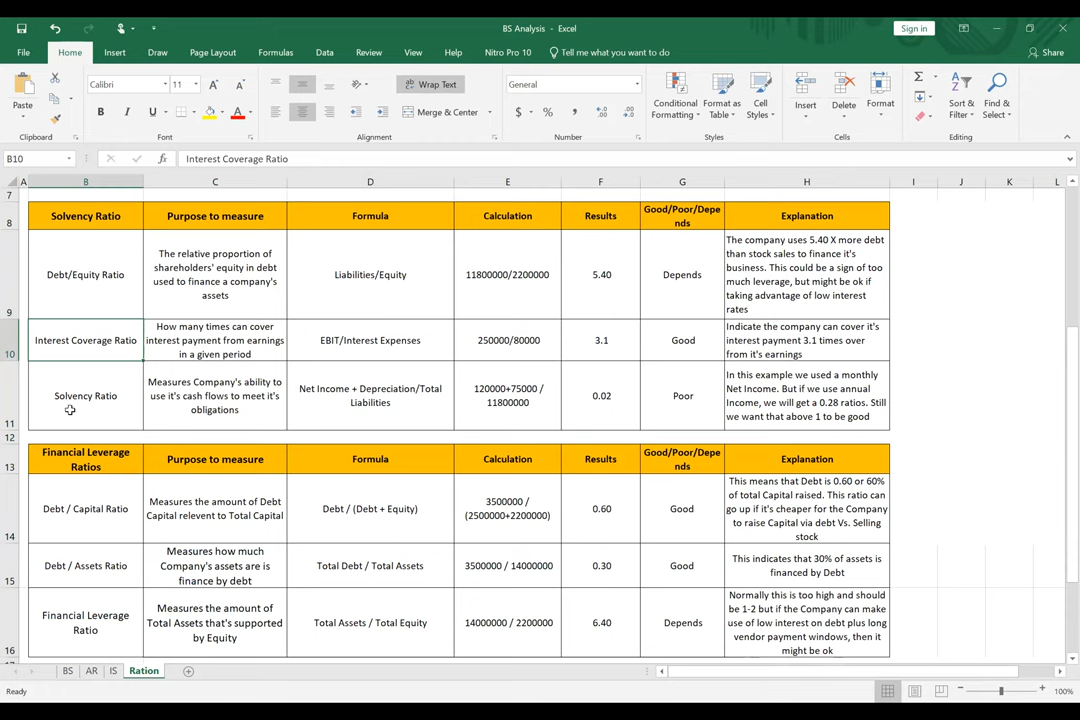 BS Analysis - Excel
Sign in
File Home Insert Draw Page Layout Formulas Data Review View Help Nitro Pro 10 Tell me what you want to do Share
Paste
Calibri 11
B I U
Wrap Text
Merge & Center
General
$ % ,
Conditional Formatting
Format as Table
Cell Styles
Insert
Delete
Format
Sort & Filter
Find & Select
Clipboard Font Alignment Number Styles Cells Editing
B10 fx Interest Coverage Ratio
A B C D E F G H I J K L
7
8
Solvency Ratio
Purpose to measure
Formula
Calculation
Results
Good/Poor/Depe
nds
Explanation
9
Debt/Equity Ratio
The relative proportion of
shareholders' equity in debt
used to finance a company's
assets
Liabilities/Equity
11800000/2200000
5.40
Depends
The company uses 5.40 X more debt
than stock sales to finance it's
business. This could be a sign of too
much leverage, but might be ok if
taking advantage of low interest
rates
10
Interest Coverage Ratio
How many times can cover
interest payment from earnings
in a given period
EBIT/Interest Expenses
250000/80000
3.1
Good
Indicate the company can cover it's
interest payment 3.1 times over
from it's earnings
11
Solvency Ratio
Measures Company's ability to
use it's cash flows to meet it's
obligations
Net Income + Depreciation/Total
Liabilities
120000+75000 /
11800000
0.02
Poor
In this example we used a monthly
Net Income. But if we use annual
Income, we will get a 0.28 ratios. Still
we want that above 1 to be good
12
13
Financial Leverage
Ratios
Purpose to measure
Formula
Calculation
Results
Good/Poor/Depe
nds
Explanation
14
Debt / Capital Ratio
Measures the amount of Debt
Capital relevent to Total Capital
Debt / (Debt + Equity)
3500000 /
(2500000+2200000)
0.60
Good
This means that Debt is 0.60 or 60%
of total Capital raised. This ratio can
go up if it's cheaper for the Company
to raise Capital via debt Vs. Selling
stock
15
Debt / Assets Ratio
Measures how much
Company's assets are is
finance by debt
Total Debt / Total Assets
3500000 / 14000000
0.30
Good
This indicates that 30% of assets is
financed by Debt
16
Financial Leverage
Ratio
Measures the amount of
Total Assets that's supported
by Equity
Total Assets / Total Equity
14000000 / 2200000
6.40
Depends
Normally this is too high and should
be 1-2 but if the Company can make
use of low interest on debt plus long
vendor payment windows, then it
might be ok
BS AR IS Ration
Ready
100%